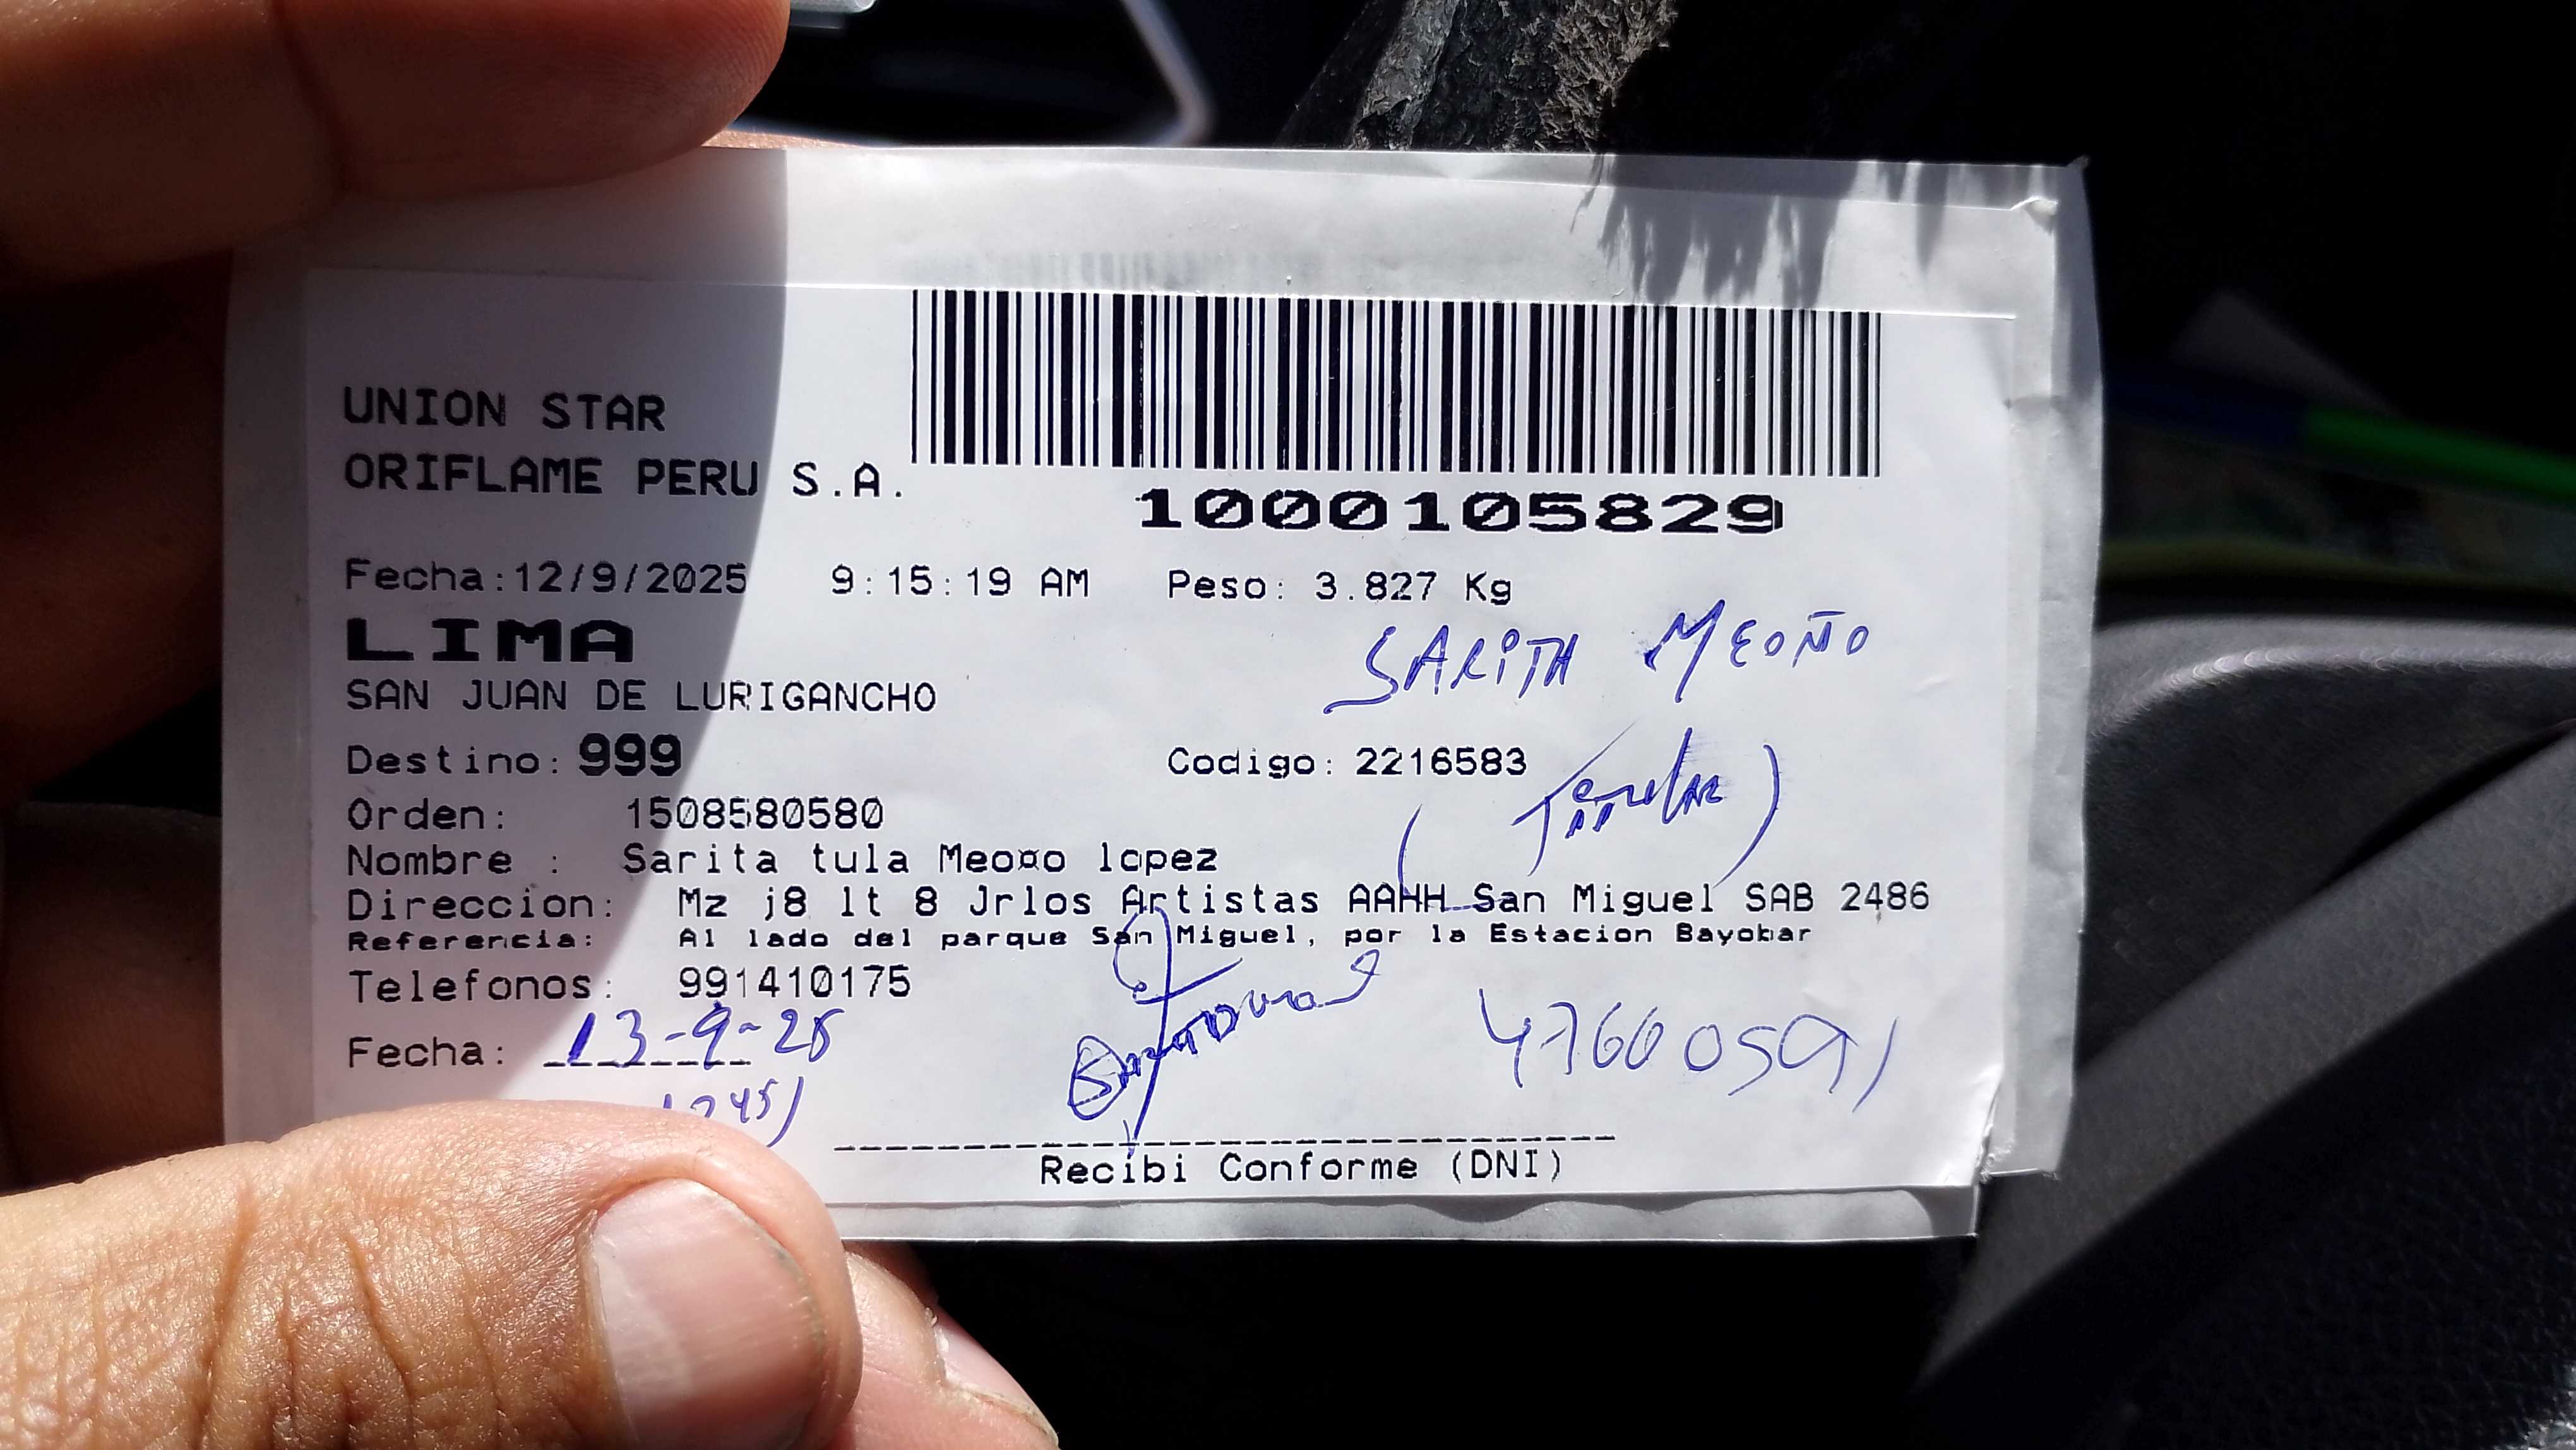 UNION STAR
ORIFLAME PERU S.A.
1000105829
Fecha:12/9/2025 9:15:19 AM Peso: 3.827 Kg
LIMA
SARITA MEOÑO
SAN JUAN DE LURIGANCHO
Destino: 999 Codigo: 2216583
(Titular)
Orden: 1508580580
Nombre : Sarita tula Meo¤o lopez
Direccion: Mz j8 lt 8 Jrlos Artistas AAHH San Miguel SAB 2486
Referencia: Al lado del parque San Miguel, por la Estacion Bayobar
Telefonos: 991410175
Fecha: 13-9-25
47660591
Recibi Conforme (DNI)